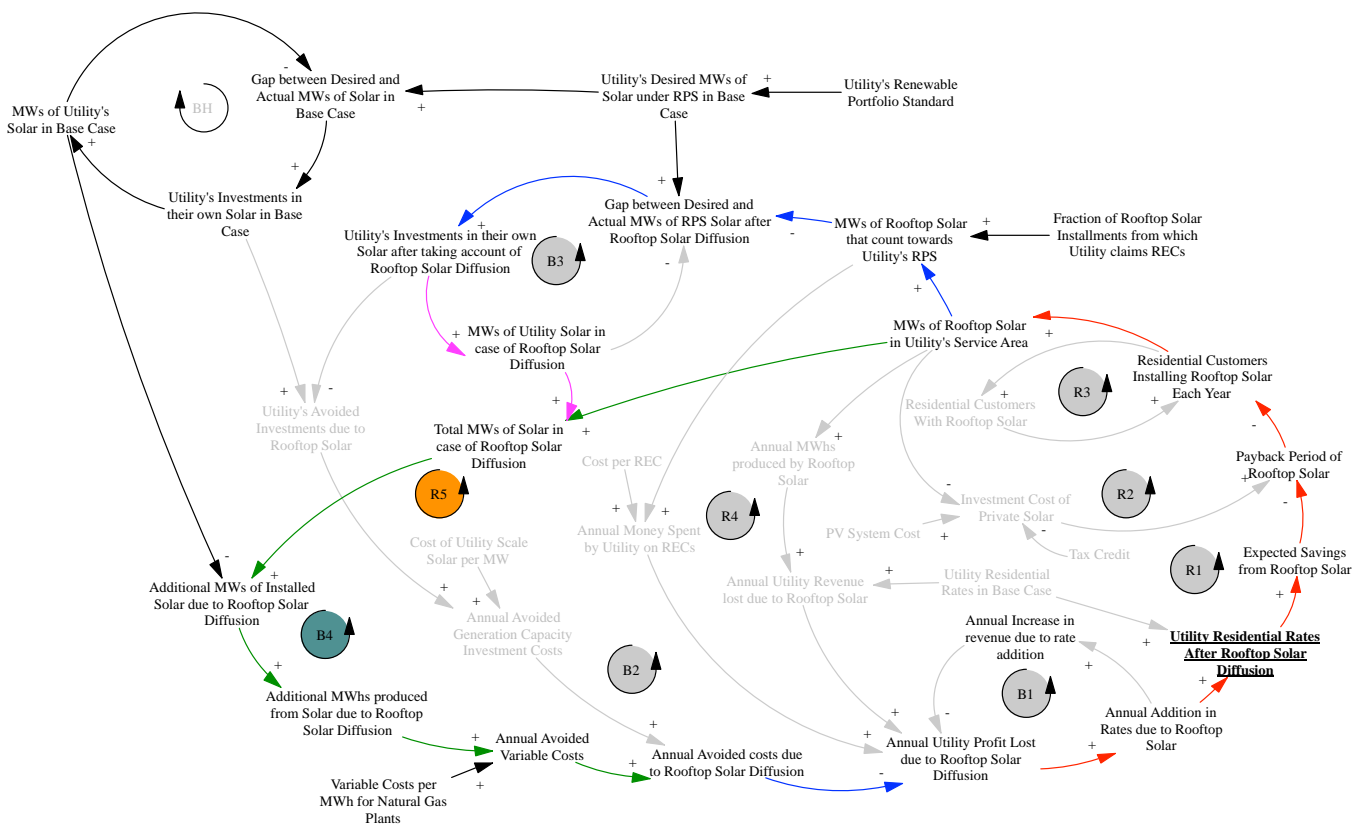 Gap between Desired and
Actual MWs of Solar in
Base Case
-
BH
MWs of Utility's
Solar in Base Case
+
+
Utility's Investments in
their own Solar in Base
Case
Utility's Desired MWs of
Solar under RPS in Base
Case
+
+
Utility's Renewable
Portfolio Standard
+
Gap between Desired and
Actual MWs of RPS Solar after
Rooftop Solar Diffusion
-
-
+
Utility's Investments in their own
Solar after taking account of
Rooftop Solar Diffusion
B3
MWs of Rooftop Solar
that count towards
Utility's RPS
+
+
Fraction of Rooftop Solar
Installments from which
Utility claims RECs
+
MWs of Utility Solar in
case of Rooftop Solar
Diffusion
MWs of Rooftop Solar
in Utility's Service Area
+
Residential Customers
Installing Rooftop Solar
Each Year
+
-
R3
Residential Customers
With Rooftop Solar
+
+
-
Utility's Avoided
Investments due to
Rooftop Solar
+
+
Total MWs of Solar in
case of Rooftop Solar
Diffusion
R5
Cost per REC
Annual MWhs
produced by Rooftop
Solar
+
Payback Period of
Rooftop Solar
+
-
R2
-
Investment Cost of
Private Solar
PV System Cost
+
-
Tax Credit
R4
+
+
Annual Money Spent
by Utility on RECs
Cost of Utility Scale
Solar per MW
+
+
Annual Avoided
Generation Capacity
Investment Costs
-
+
Additional MWs of Installed
Solar due to Rooftop Solar
Diffusion
B4
+
Annual Utility Revenue
lost due to Rooftop Solar
+
Utility Residential
Rates in Base Case
R1
Expected Savings
from Rooftop Solar
+
Utility Residential Rates
After Rooftop Solar
Diffusion
+
+
Annual Increase in
revenue due to rate
addition
+
B1
B2
+
Additional MWhs produced
from Solar due to Rooftop
Solar Diffusion
+
Annual Avoided
Variable Costs
+
Variable Costs per
MWh for Natural Gas
Plants
+
+
Annual Avoided costs due
to Rooftop Solar Diffusion
-
+
+
-
Annual Utility Profit Lost
due to Rooftop Solar
Diffusion
+
Annual Addition in
Rates due to Rooftop
Solar